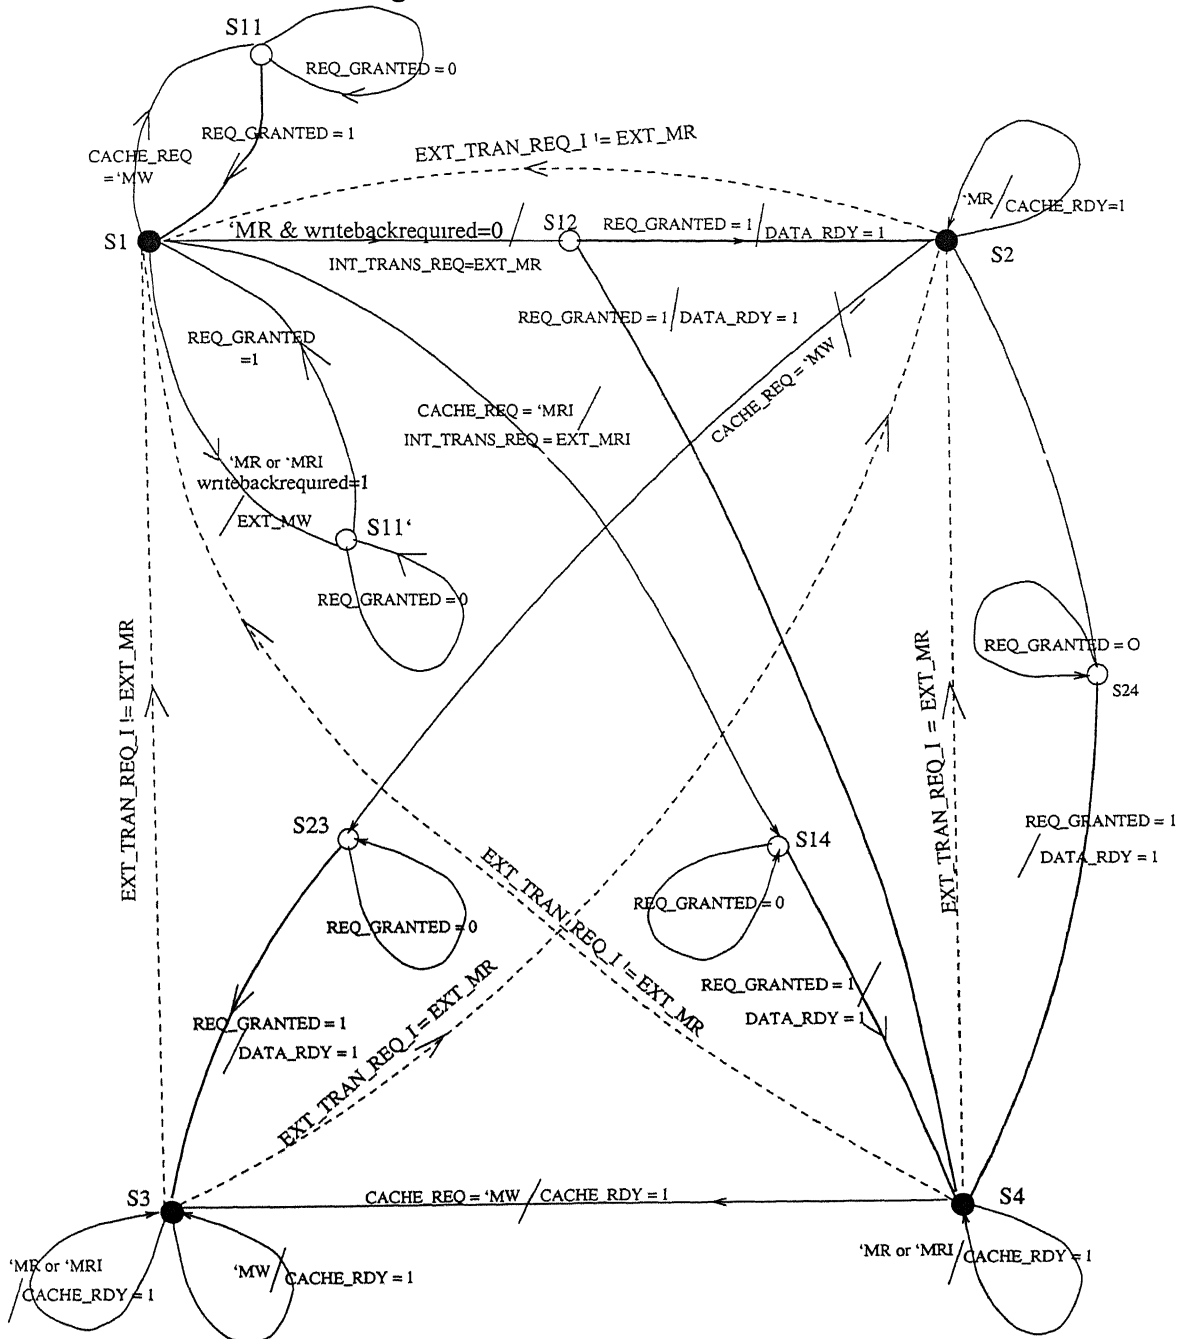 S11
REQ_GRANTED = 0
REQ_GRANTED = 1
CACHE_REQ
= ‘MW
EXT_TRAN_REQ_I != EXT_MR
‘MR / CACHE_RDY=1
S1
‘MR & writebackrequired=0 /
INT_TRANS_REQ=EXT_MR
S12
REQ_GRANTED = 1 / DATA_RDY = 1
S2
REQ_GRANTED
=1
REQ_GRANTED = 1 / DATA_RDY = 1
CACHE_REQ = ‘MW /
CACHE_REQ = ‘MRI /
INT_TRANS_REQ = EXT_MRI
‘MR or ‘MRI
writebackrequired=1
/ EXT_MW
S11‘
REQ_GRANTED = 0
REQ_GRANTED = O
S24
EXT_TRAN_REQ_I != EXT_MR
EXT_TRAN_REQ_I = EXT_MR
REQ_GRANTED = 1
/ DATA_RDY = 1
S23
S14
EXT_TRAN_REQ_I != EXT_MR
REQ_GRANTED = 0
REQ_GRANTED = 0
REQ_GRANTED = 1 /
DATA_RDY = 1
REQ_GRANTED = 1
/ DATA_RDY = 1
EXT_TRAN_REQ_I = EXT_MR
S3
CACHE_REQ = ‘MW / CACHE_RDY = 1
S4
‘MR or ‘MRI
/ CACHE_RDY = 1
‘MW / CACHE_RDY = 1
‘MR or ‘MRI / CACHE_RDY = 1